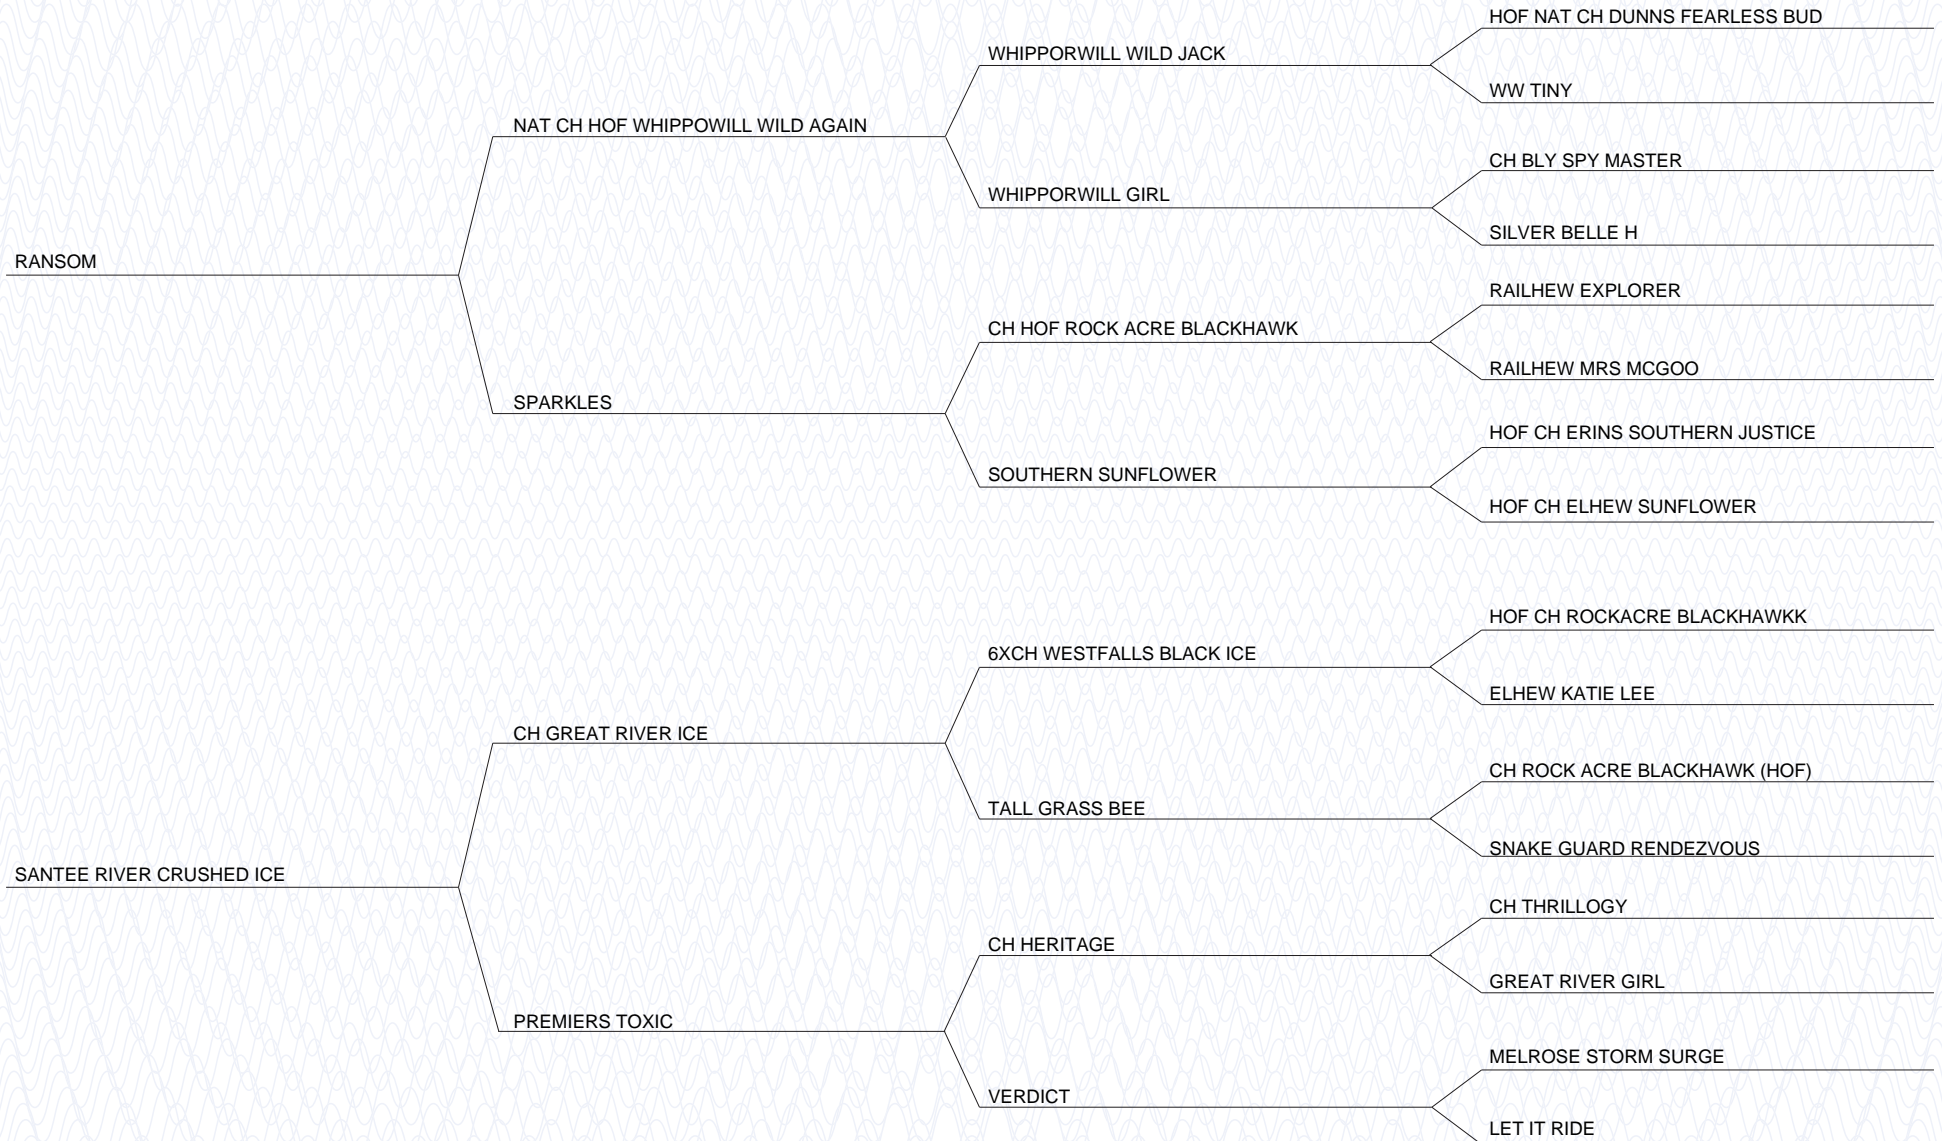 HOF NAT CH DUNNS FEARLESS BUD
WHIPPORWILL WILD JACK
WW TINY
NAT CH HOF WHIPPOWILL WILD AGAIN
CH BLY SPY MASTER
WHIPPORWILL GIRL
SILVER BELLE H
RANSOM
RAILHEW EXPLORER
CH HOF ROCK ACRE BLACKHAWK
RAILHEW MRS MCGOO
SPARKLES
HOF CH ERINS SOUTHERN JUSTICE
SOUTHERN SUNFLOWER
HOF CH ELHEW SUNFLOWER
HOF CH ROCKACRE BLACKHAWKK
6XCH WESTFALLS BLACK ICE
ELHEW KATIE LEE
CH GREAT RIVER ICE
CH ROCK ACRE BLACKHAWK (HOF)
TALL GRASS BEE
SNAKE GUARD RENDEZVOUS
SANTEE RIVER CRUSHED ICE
CH THRILLOGY
CH HERITAGE
GREAT RIVER GIRL
PREMIERS TOXIC
MELROSE STORM SURGE
VERDICT
LET IT RIDE